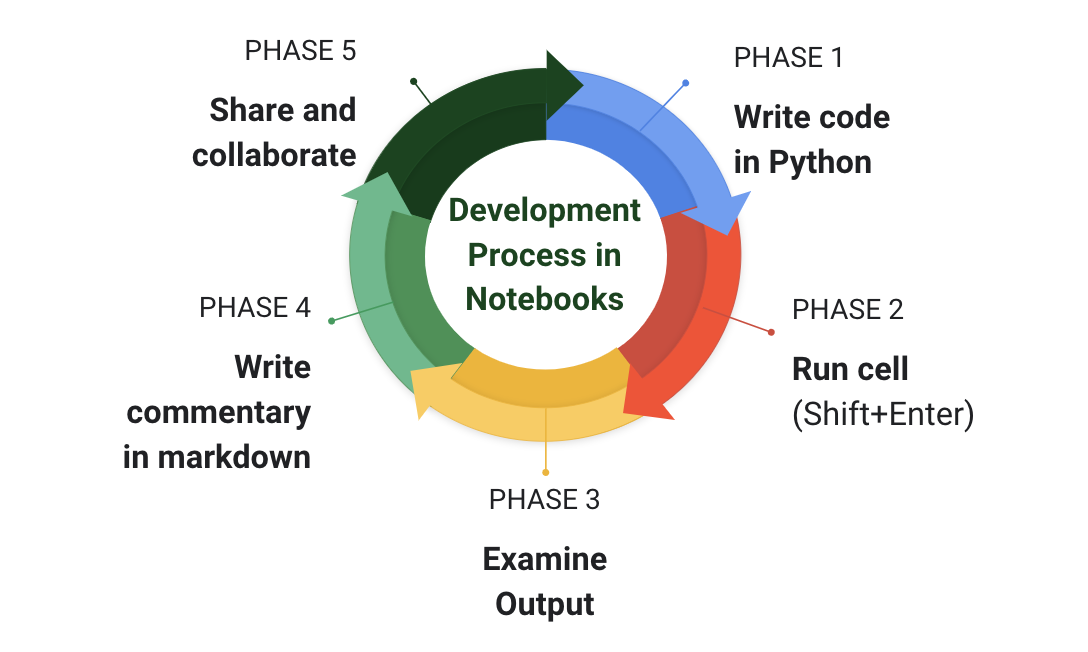 Development
Process in
Notebooks
PHASE 1
Write code
in Python
PHASE 2
Run cell
(Shift+Enter)
PHASE 3
Examine
Output
PHASE 4
Write
commentary
in markdown
PHASE 5
Share and
collaborate